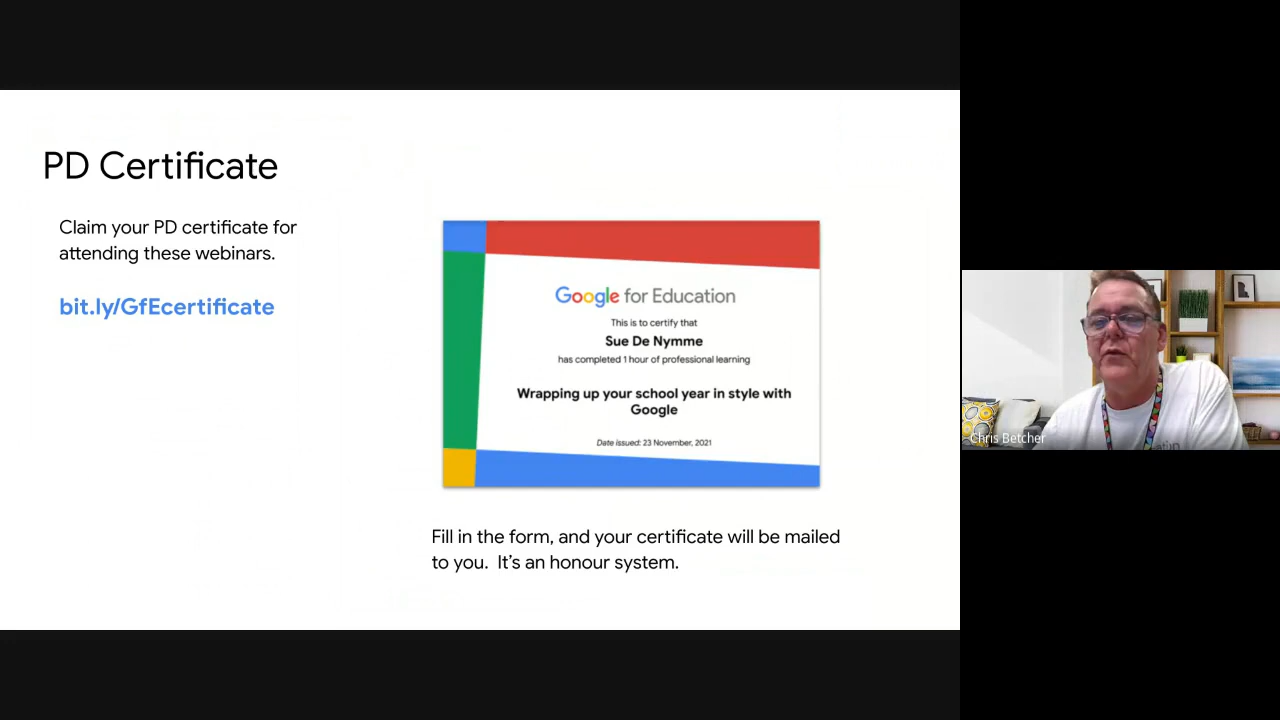 PD Certificate
Claim your PD certificate for
attending these webinars.
bit.ly/GfEcertificate
Google for Education
This is to certify that
Sue De Nymme
has completed 1 hour of professional learning
Wrapping up your school year in style with
Google
Date issued: 23 November, 2021
Fill in the form, and your certificate will be mailed
to you.  It’s an honour system.
Chris Betcher